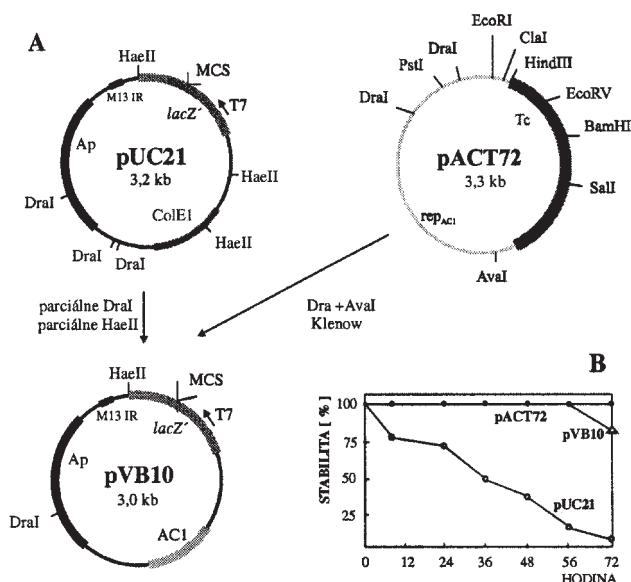 A
HaeII
MCS
M13 IR
lacZ´
T7
Ap
pUC21
3,2 kb
HaeII
DraI
ColE1
HaeII
DraI
DraI
EcoRI
ClaI
DraI
HindIII
PstI
EcoRV
DraI
Tc
BamHI
pACT72
3,3 kb
SalI
repAC1
AvaI
parciálne DraI
parciálne HaeII
Dra +AvaI
Klenow
HaeII
MCS
M13 IR
lacZ´
T7
Ap
pVB10
3,0 kb
DraI
AC1
B
STABILITA [ % ]
100
75
50
25
pACT72
pVB10
pUC21
0 12 24 36 48 56 72
HODINA